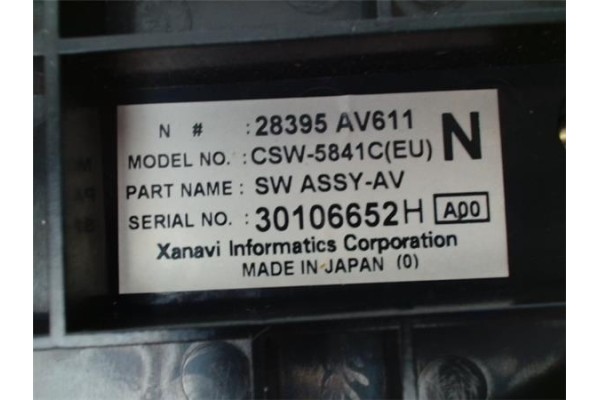 N # : 28395 AV611
MODEL NO. : CSW-5841C(EU) N
PART NAME : SW ASSY-AV
SERIAL NO. : 30106652H A00
Xanavi Informatics Corporation
MADE IN JAPAN (0)